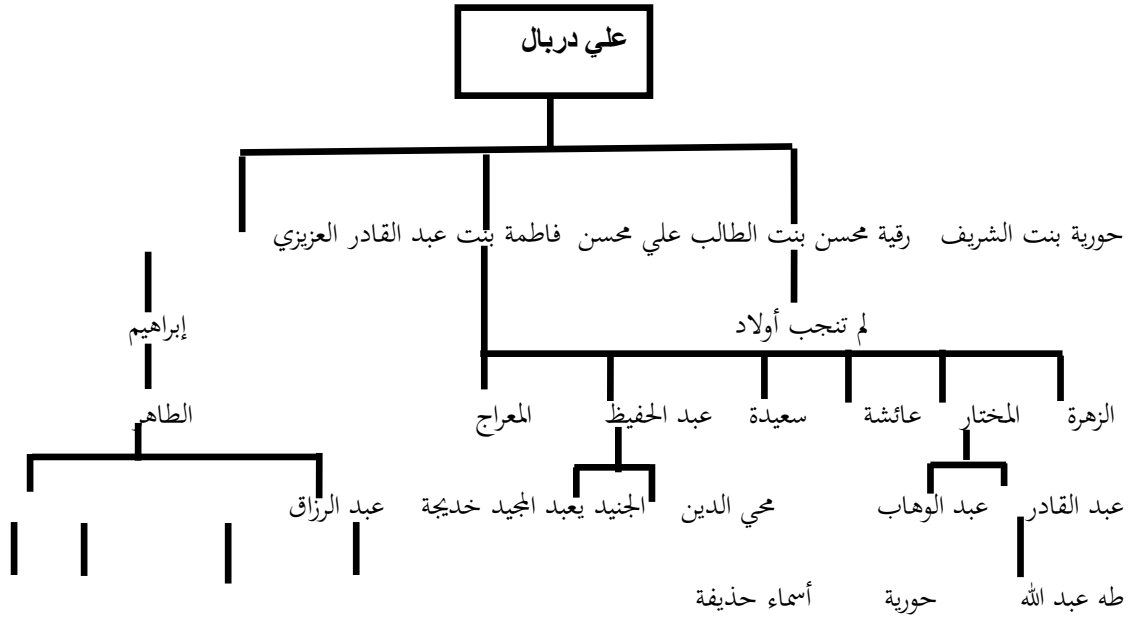 علي دربال
حورية بنت الشريف رقية محسن بنت الطالب علي محسن فاطمة بنت عبد القادر العزيزي
لم تنجب أولاد إبراهيم
الزهرة المختار عائشة سعيدة عبد الحفيظ المعراج الطاهر
عبد القادر عبد الوهاب محي الدين الجنيد يعبد المجيد خديجة عبد الرزاق
طه عبد الله حورية أسماء حذيفة